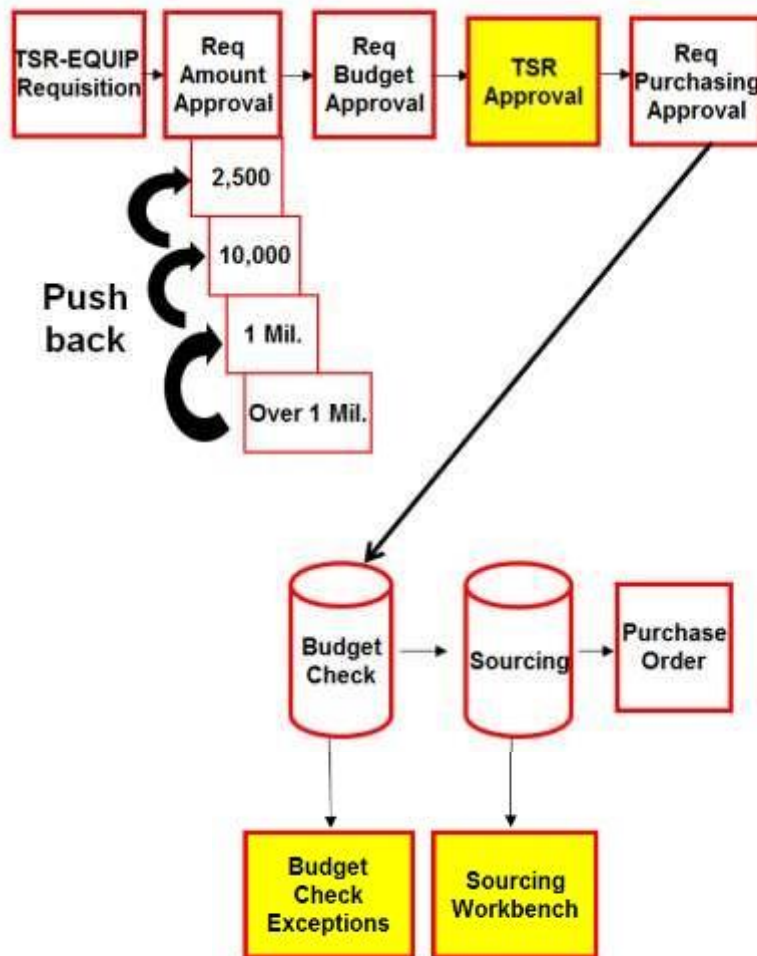 TSR-EQUIP
Requisition
Req
Amount
Approval
Req
Budget
Approval
TSR
Approval
Req
Purchasing
Approval
2,500
10,000
1 Mil.
Over 1 Mil.
Push
back
Budget
Check
Sourcing
Purchase
Order
Budget
Check
Exceptions
Sourcing
Workbench